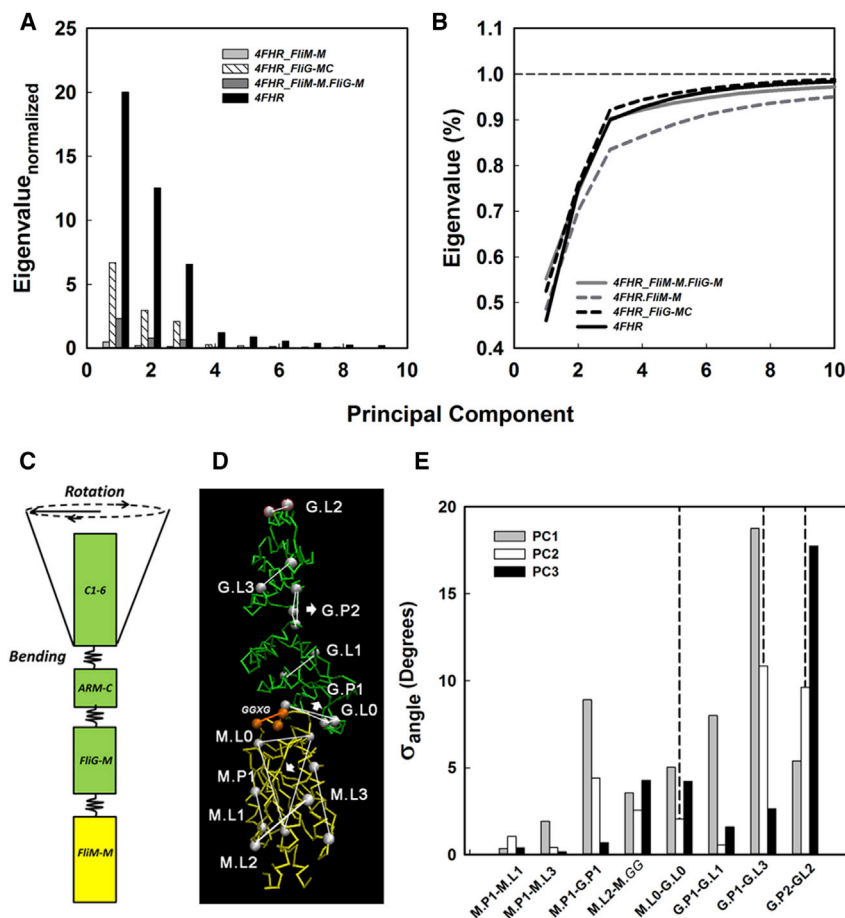 A
B
25
20
15
10
5
0
Eigenvalue normalized
4FHR_FliM-M
4FHR_FliG-MC
4FHR_FliM-M.FliG-M
4FHR
0 2 4 6 8 10
1.0
0.9
0.8
0.7
0.6
0.5
0.4
Eigenvalue (%)
4FHR_FliM-M.FliG-M
4FHR.FliM-M
4FHR_FliG-MC
4FHR
0 2 4 6 8 10
Principal Component
C
Rotation
C1-6
Bending
ARM-C
FliG-M
FliM-M
D
G.L2
G.L3
G.P2
G.L1
G.P1
GGXG
G.L0
M.L0
M.P1
M.L3
M.L1
M.L2
E
20
15
10
5
0
σangle (Degrees)
PC1
PC2
PC3
M.P1-M.L1
M.P1-M.L3
M.P1-G.P1
M.L2-M.GG
M.L0-G.L0
G.P1-G.L1
G.P1-G.L3
G.P2-GL2